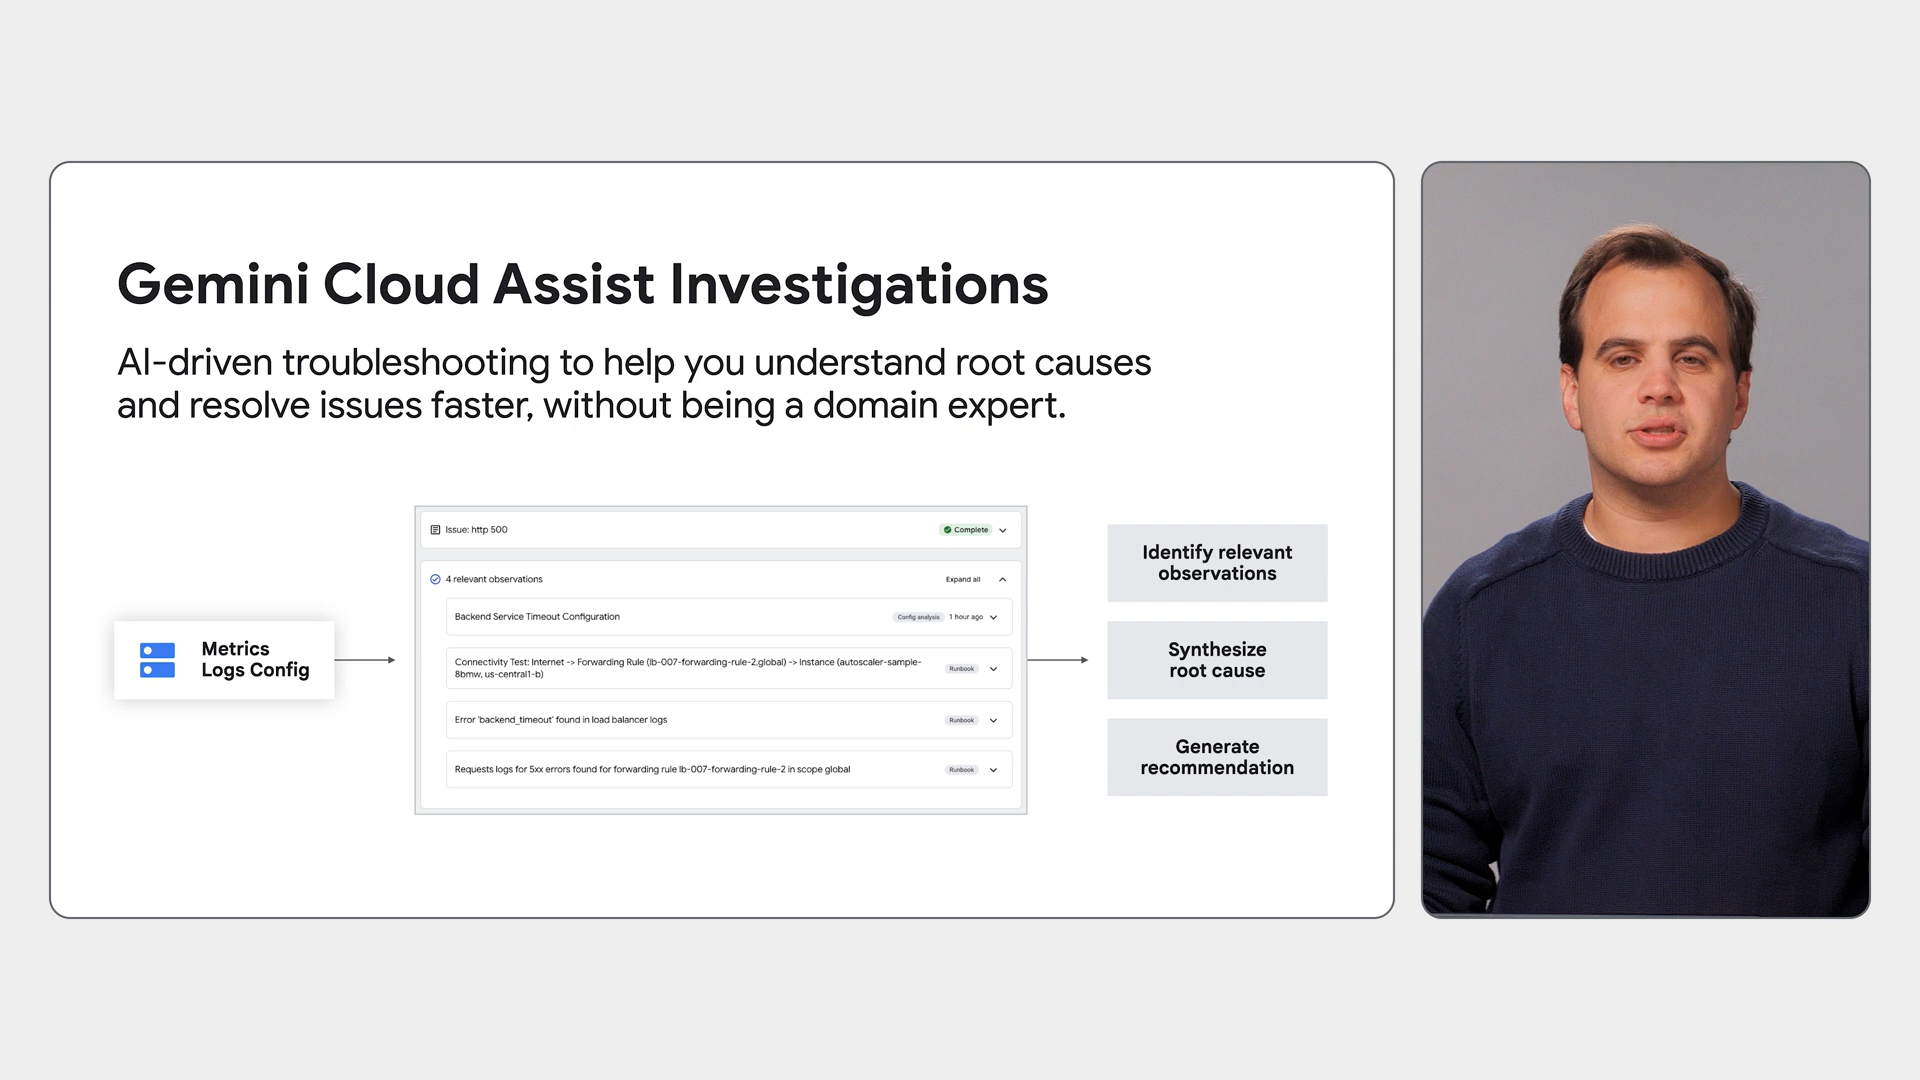 Gemini Cloud Assist Investigations
AI-driven troubleshooting to help you understand root causes
and resolve issues faster, without being a domain expert.
Metrics
Logs Config
Issue: http 500
Complete
4 relevant observations
Expand all
Backend Service Timeout Configuration
Config analysis
1 hour ago
Connectivity Test: Internet -> Forwarding Rule (lb-007-forwarding-rule-2,global) -> Instance (autoscaler-sample-
8bmw, us-central1-b)
Runbook
Error 'backend_timeout' found in load balancer logs
Runbook
Requests logs for 5xx errors found for forwarding rule lb-007-forwarding-rule-2 in scope global
Runbook
Identify relevant
observations
Synthesize
root cause
Generate
recommendation